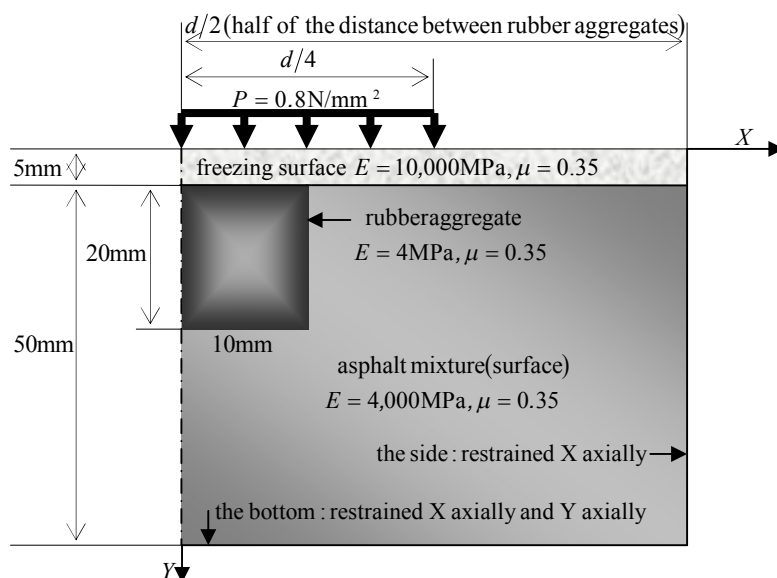 d/2(half of the distance between rubber aggregates)
d/4
P = 0.8N/mm²
X
5mm
freezing surface E = 10,000MPa, μ = 0.35
rubberaggregate
E = 4MPa, μ = 0.35
20mm
50mm
10mm
asphalt mixture(surface)
E = 4,000MPa, μ = 0.35
the side : restrained X axially
the bottom : restrained X axially and Y axially
Y